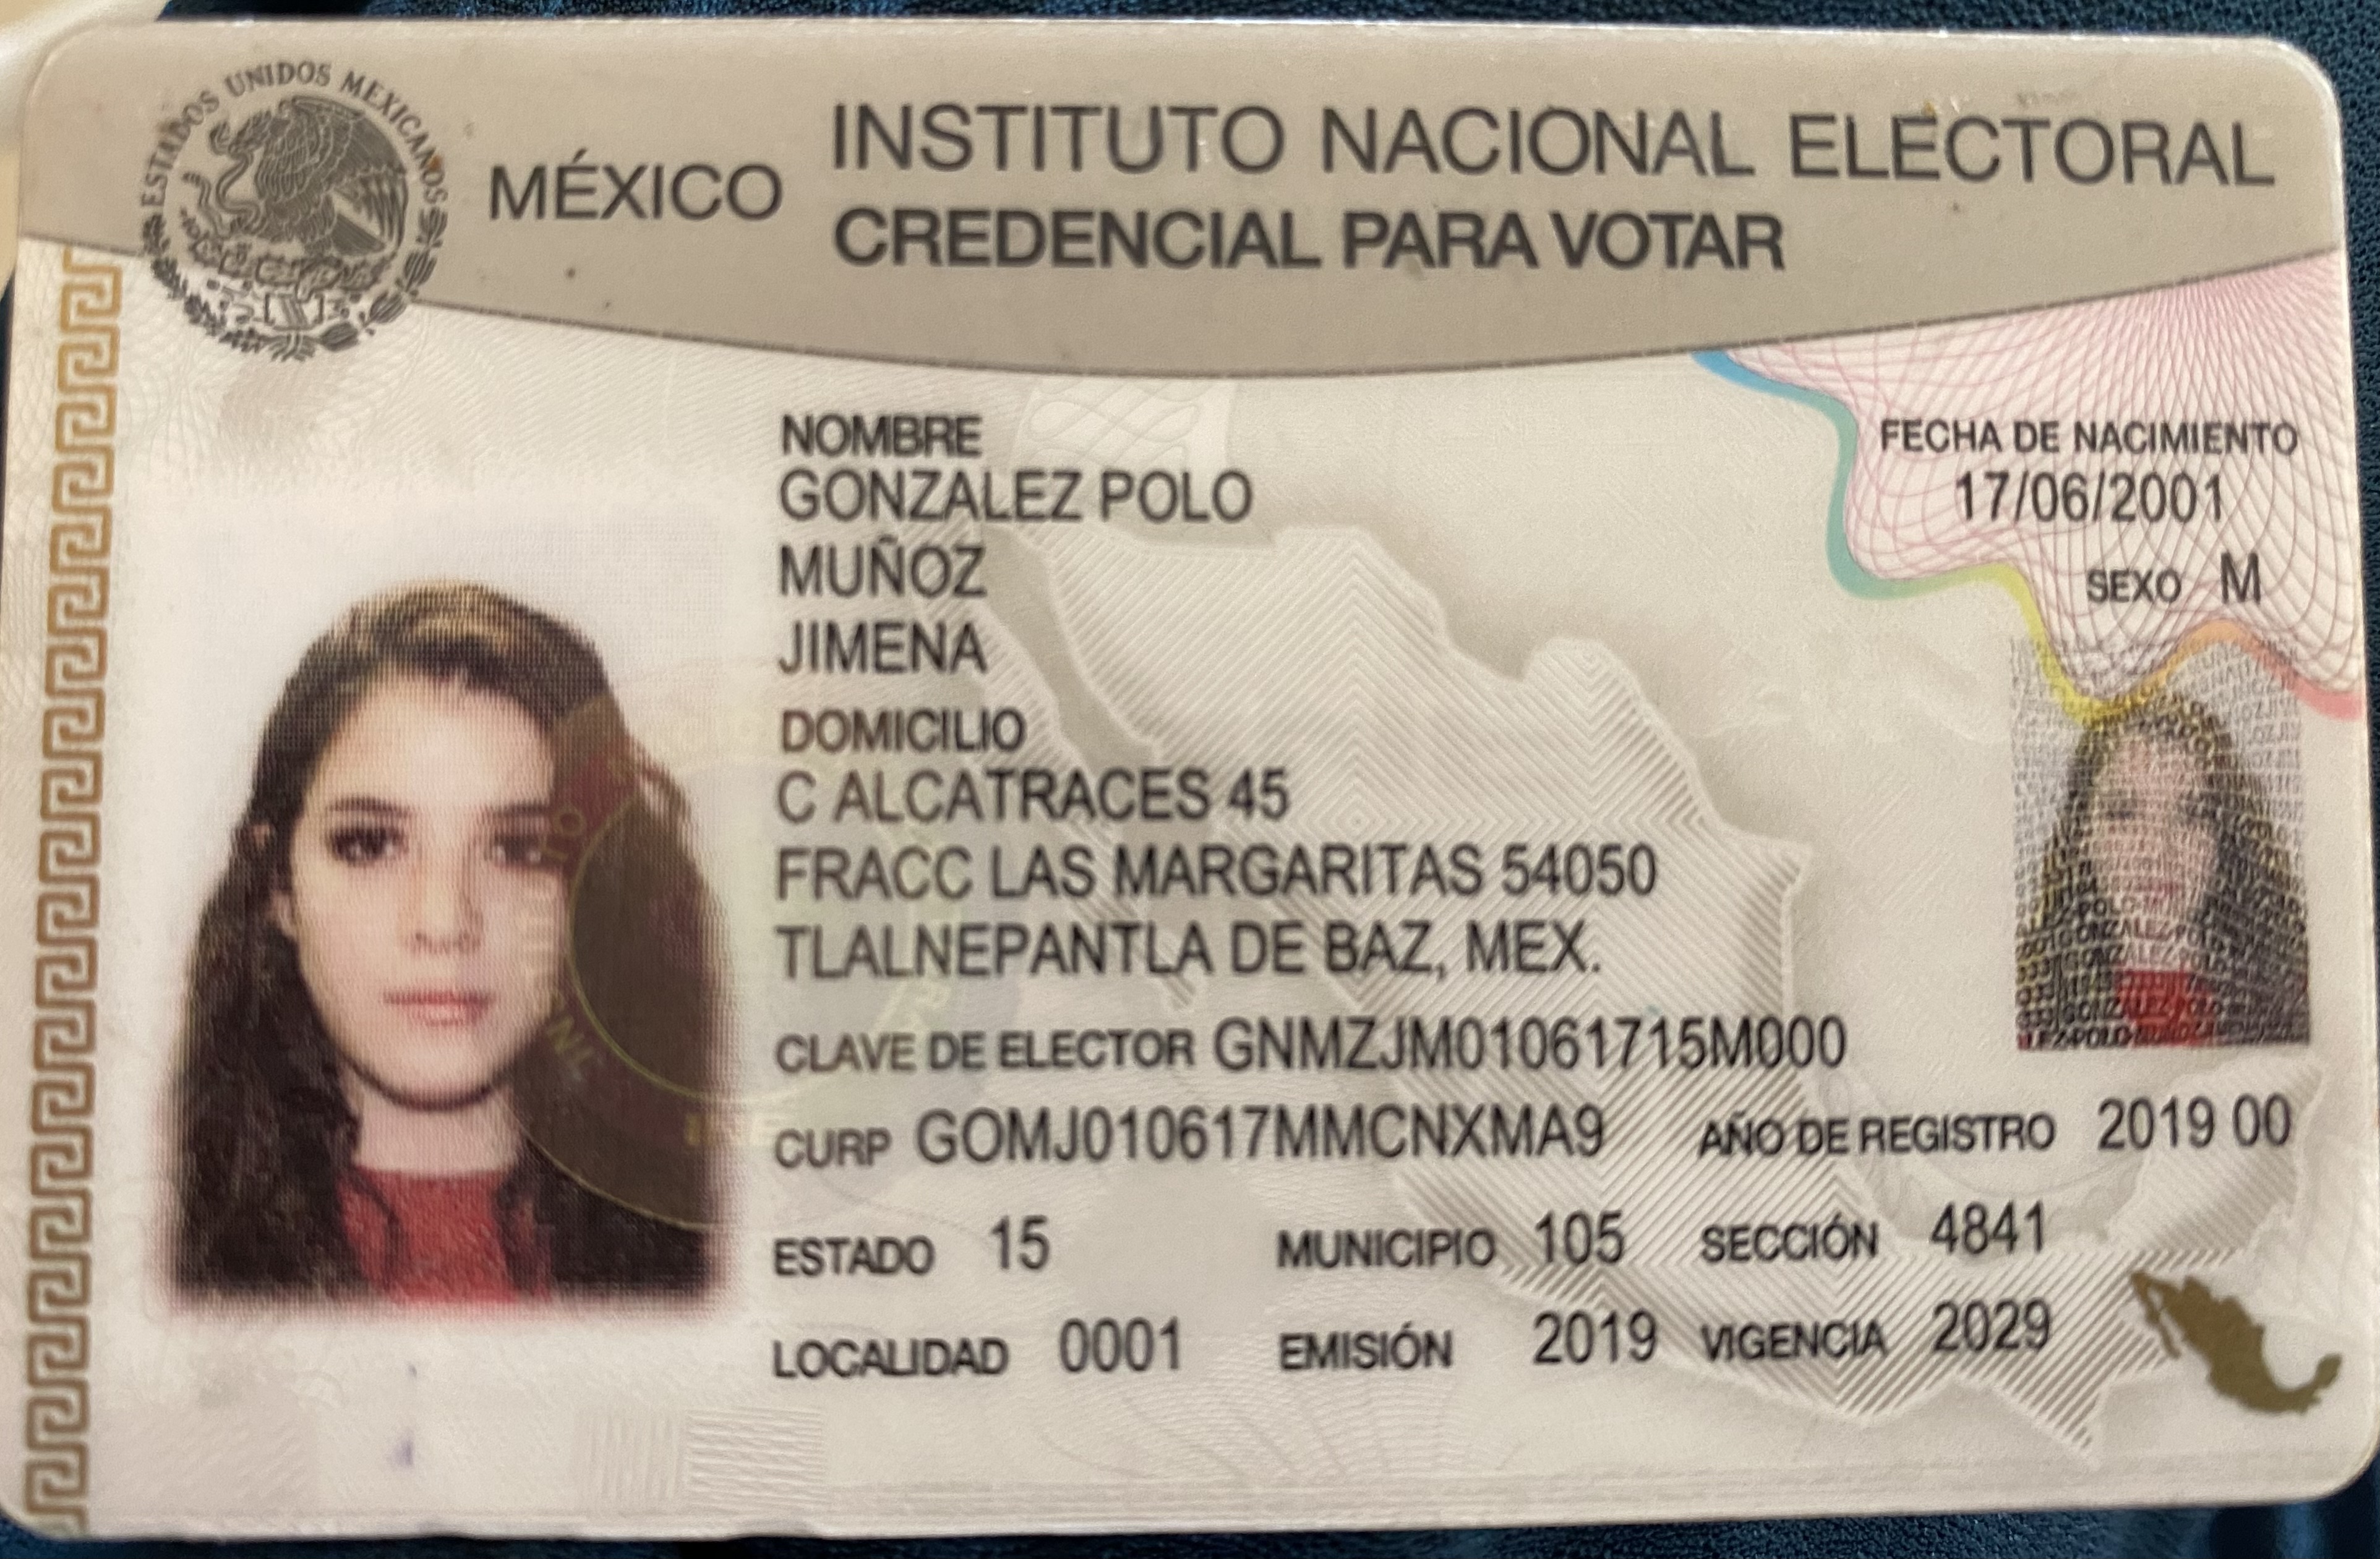 ESTADOS UNIDOS MEXICANOS
MÉXICO
INSTITUTO NACIONAL ELECTORAL
CREDENCIAL PARA VOTAR
NOMBRE
GONZALEZ POLO
MUÑOZ
JIMENA
FECHA DE NACIMIENTO
17/06/2001
SEXO M
DOMICILIO
C ALCATRACES 45
FRACC LAS MARGARITAS 54050
TLALNEPANTLA DE BAZ, MEX.
CLAVE DE ELECTOR GNMZJM01061715M000
CURP GOMJ010617MMCNXMA9 AÑO DE REGISTRO 2019 00
ESTADO 15 MUNICIPIO 105 SECCIÓN 4841
LOCALIDAD 0001 EMISIÓN 2019 VIGENCIA 2029